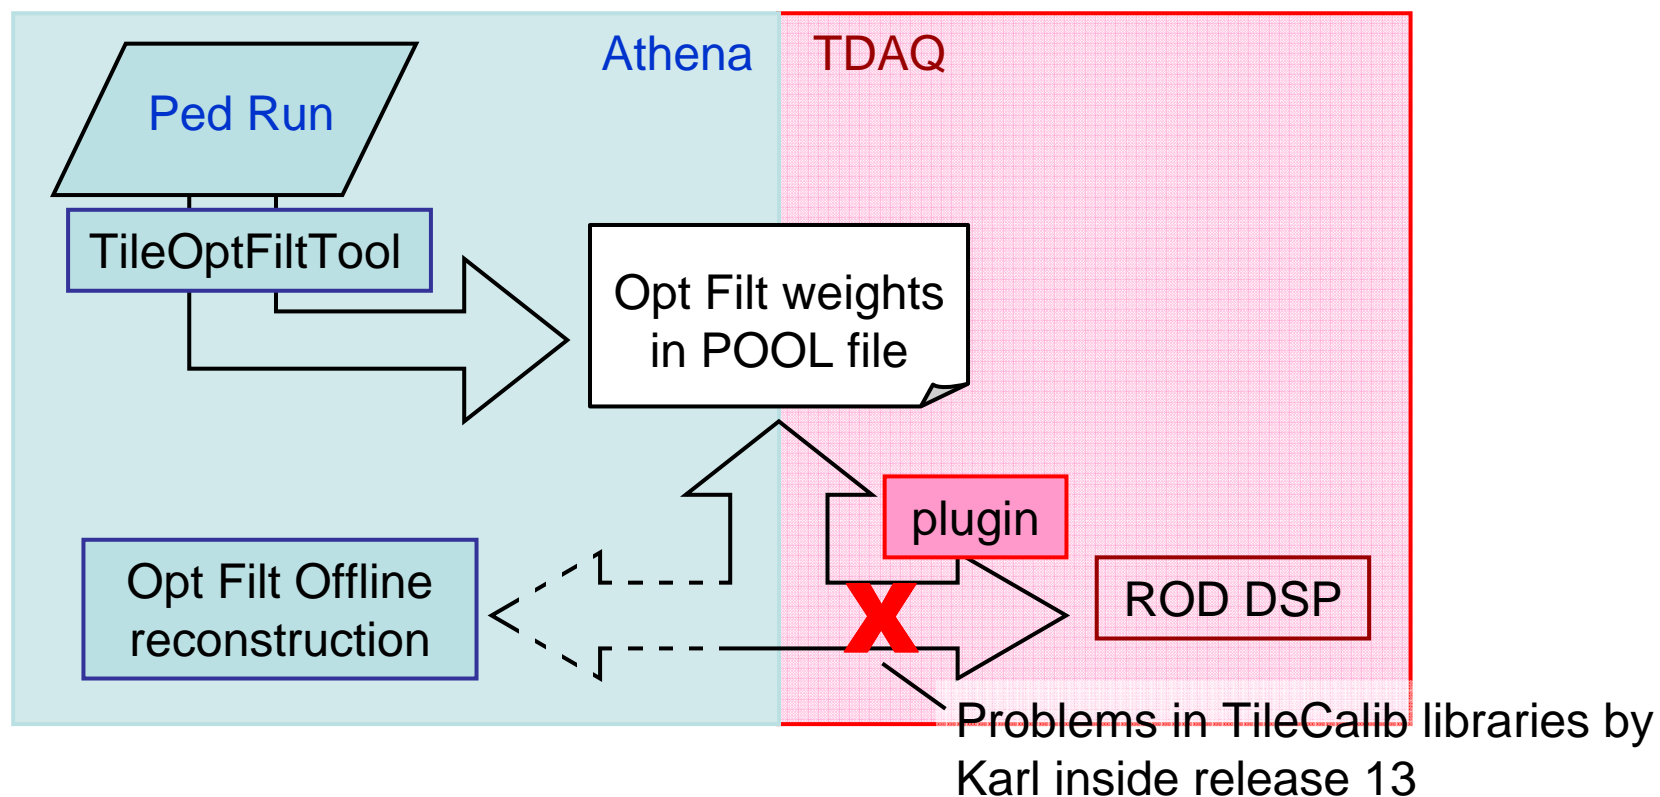 Athena
TDAQ
Ped Run
TileOptFiltTool
Opt Filt weights
in POOL file
plugin
Opt Filt Offline
reconstruction
ROD DSP
X
Problems in TileCalib libraries by
Karl inside release 13